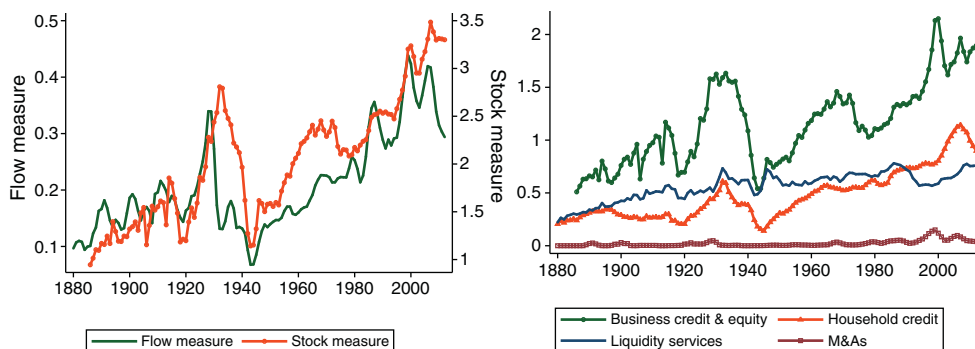 0.5
0.4
0.3
0.2
0.1
Flow measure
3.5
3
2.5
2
1.5
1
Stock measure
1880 1900 1920 1940 1960 1980 2000
Flow measure Stock measure
2
1.5
1
0.5
0
1880 1900 1920 1940 1960 1980 2000
Business credit & equity Household credit
Liquidity services M&As